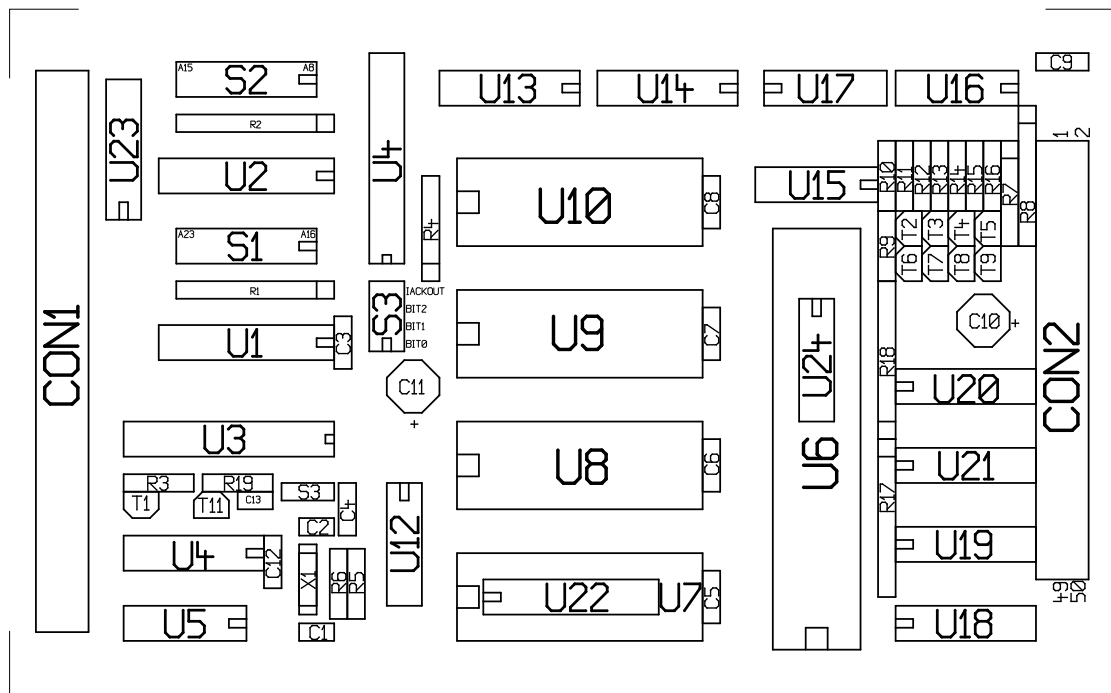 A15 S2 A8
R2
U23
U2
A23 S1 A16
R1
U1
C3
CON1
U4
R4
S3
IACKOUT
BIT2
BIT1
BIT0
C11
+
U3
R3
R19
T1
T11
C13
S3
C4
C2
U4
C12
X1
R6
R5
U12
U5
C1
U13
U14
U17
U16
C9
1
2
U10
C8
U15
R10
R11
R12
R13
R14
R15
R16
R7
R8
R9
T2
T3
T4
T5
T6
T7
T8
T9
U9
C7
U24
C10
+
CON2
R18
U20
U8
C6
U6
U21
R17
U19
U22
U7
C5
U18
49
50